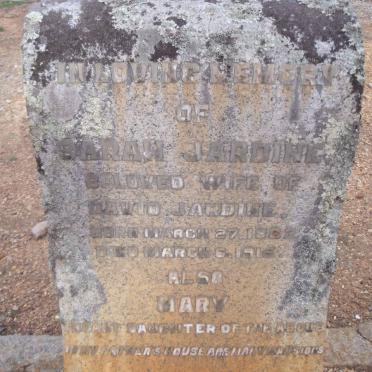 IN LOVING MEMORY
OF
SARAH JARDINE
BELOVED WIFE OF
DAVID JARDINE.
BORN MARCH 27.
DIED MARCH
ALSO
MARY
INFANT DAUGHTER OF THE ABOVE
IN MY FATHER'S HOUSE ARE MANY MANSIONS